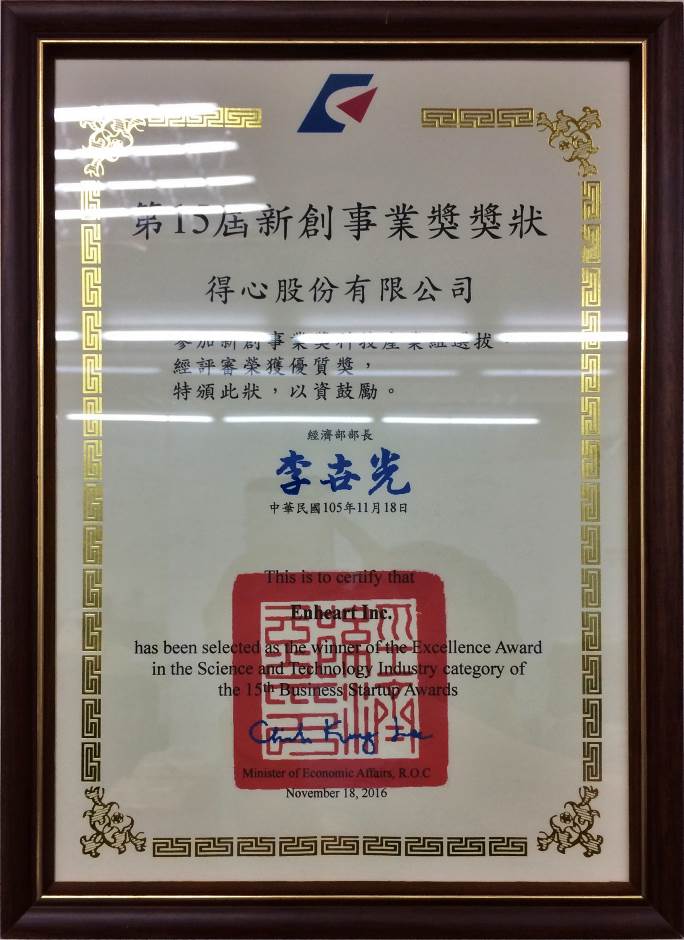 第15屆新創事業獎獎狀
得心股份有限公司
參加新創事業獎科技產業組選拔，
經評審榮獲優質獎，
特頒此狀，以資鼓勵。
經濟部部長
李世光
中華民國105年11月18日
This is to certify that
Enheart Inc.
has been selected as the winner of the Excellence Award
in the Science and Technology Industry category of
the 15th Business Startup Awards
Chih Kung Lee
Minister of Economic Affairs, R.O.C
November 18, 2016